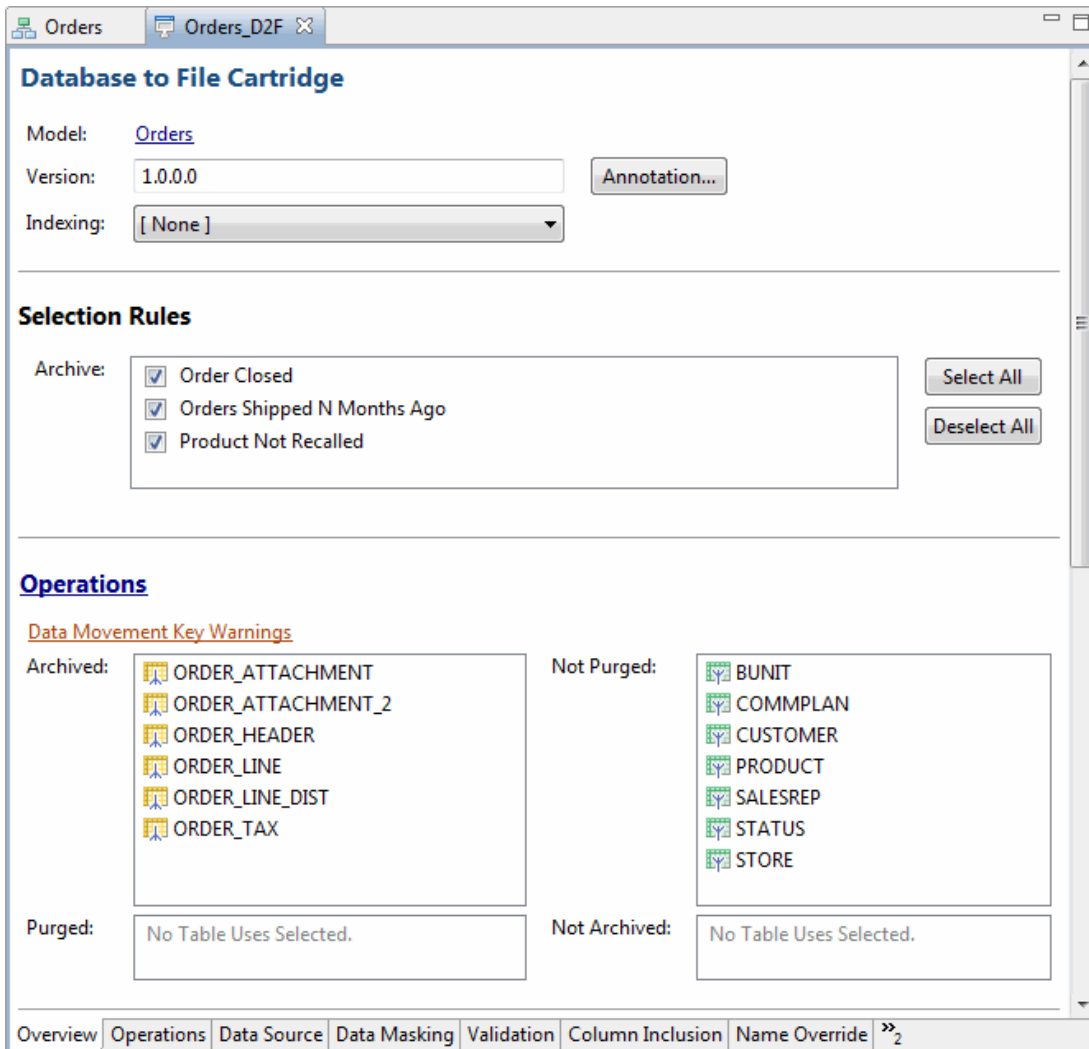 Orders Orders_D2F
Database to File Cartridge
Model: Orders
Version: 1.0.0.0 Annotation...
Indexing: [ None ]
Selection Rules
Archive: Order Closed Select All
Orders Shipped N Months Ago
Product Not Recalled Deselect All
Operations
Data Movement Key Warnings
Archived: ORDER_ATTACHMENT Not Purged: BUNIT
ORDER_ATTACHMENT_2 COMMPLAN
ORDER_HEADER CUSTOMER
ORDER_LINE PRODUCT
ORDER_LINE_DIST SALESREP
ORDER_TAX STATUS
STORE
Purged: No Table Uses Selected. Not Archived: No Table Uses Selected.
Overview Operations Data Source Data Masking Validation Column Inclusion Name Override »2